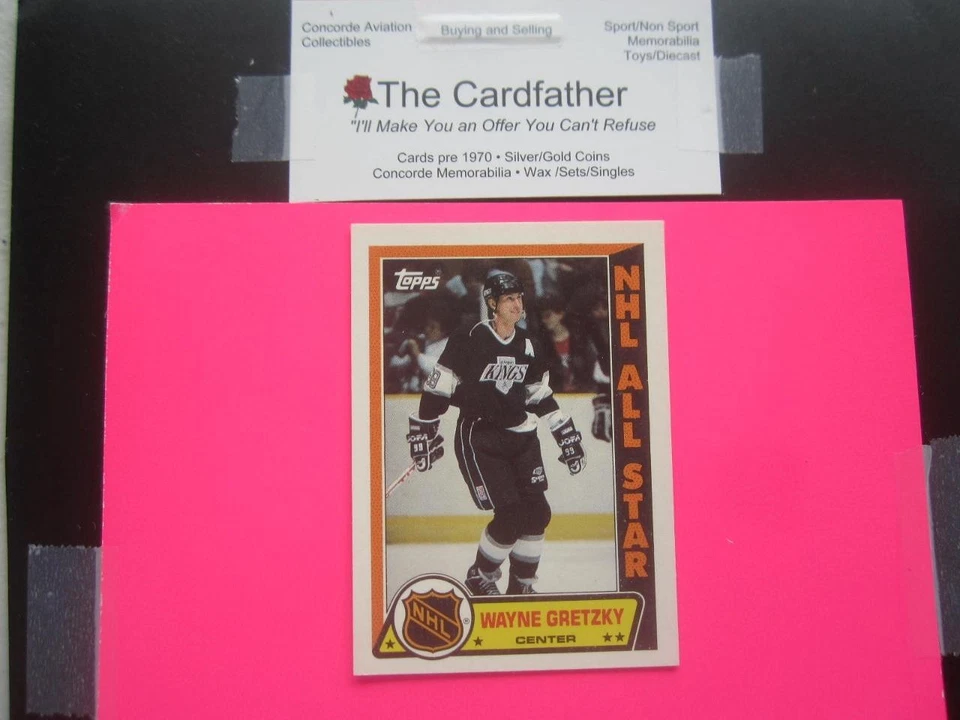 Concorde Aviation
Collectibles
Buying and Selling
Sport/Non Sport
Memorabilia
Toys/Diecast
The Cardfather
"I'll Make You an Offer You Can't Refuse
Cards pre 1970 • Silver/Gold Coins
Concorde Memorabilia • Wax /Sets/Singles
topps
NHL ALL STAR
KINGS
A
99
99
NHL
WAYNE GRETZKY
CENTER